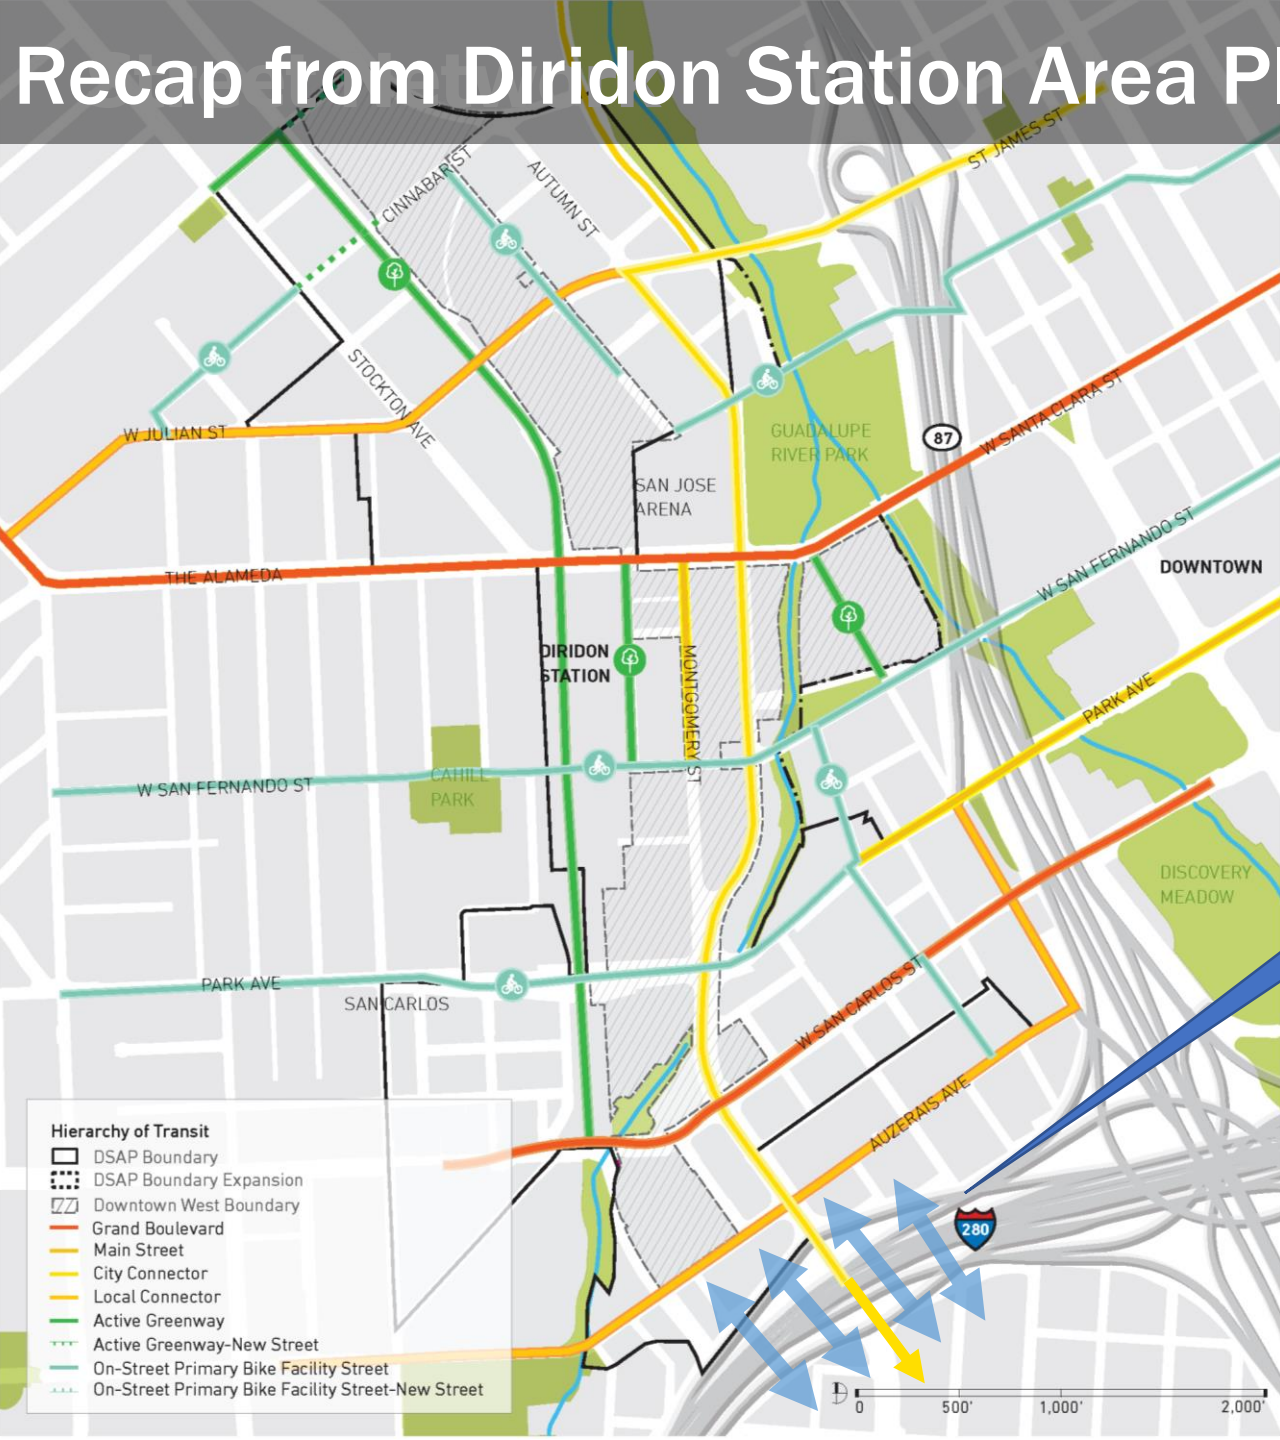 Recap from Diridon Station Area Pl
ST JAMES ST
CINNABAR ST
AUTUMN ST
STOCKTON AVE
W JULIAN ST
GUADALUPE
RIVER PARK
87
W SANTA CLARA ST
SAN JOSE
ARENA
THE ALAMEDA
W SAN FERNANDO ST
DOWNTOWN
DIRIDON
STATION
MONTGOMERY ST
PARK AVE
W SAN FERNANDO ST
CAHILL
PARK
DISCOVERY
MEADOW
PARK AVE
SAN CARLOS
W SAN CARLOS ST
AUZERAIS AVE
280
Hierarchy of Transit
DSAP Boundary
DSAP Boundary Expansion
Downtown West Boundary
Grand Boulevard
Main Street
City Connector
Local Connector
Active Greenway
Active Greenway-New Street
On-Street Primary Bike Facility Street
On-Street Primary Bike Facility Street-New Street
0 500' 1,000' 2,000'